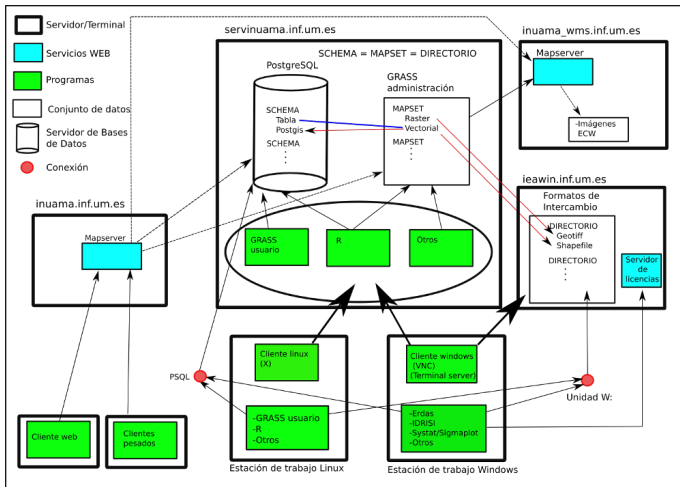 Servidor/Terminal
Servicios WEB
Programas
Conjunto de datos
Servidor de Bases
de Datos
Conexión
servinuama.inf.um.es
SCHEMA = MAPSET = DIRECTORIO
PostgreSQL
SCHEMA
Tabla
Postgis
SCHEMA
:
GRASS
administración
MAPSET
Raster
Vectorial
MAPSET
:
GRASS
usuario
R
Otros
inuama_wms.inf.um.es
Mapserver
-Imágenes
ECW
ieawin.inf.um.es
Formatos de
Intercambio
DIRECTORIO
Geotiff
Shapefile
DIRECTORIO
:
Servidor
de
licencias
inuama.inf.um.es
Mapserver
Cliente web
Clientes
pesados
PSQL
Cliente linux
(X)
-GRASS usuario
-R
-Otros
Estación de trabajo Linux
Cliente windows
(VNC)
(Terminal server)
-Erdas
-IDRISI
-Systat/Sigmaplot
-Otros
Estación de trabajo Windows
Unidad W: